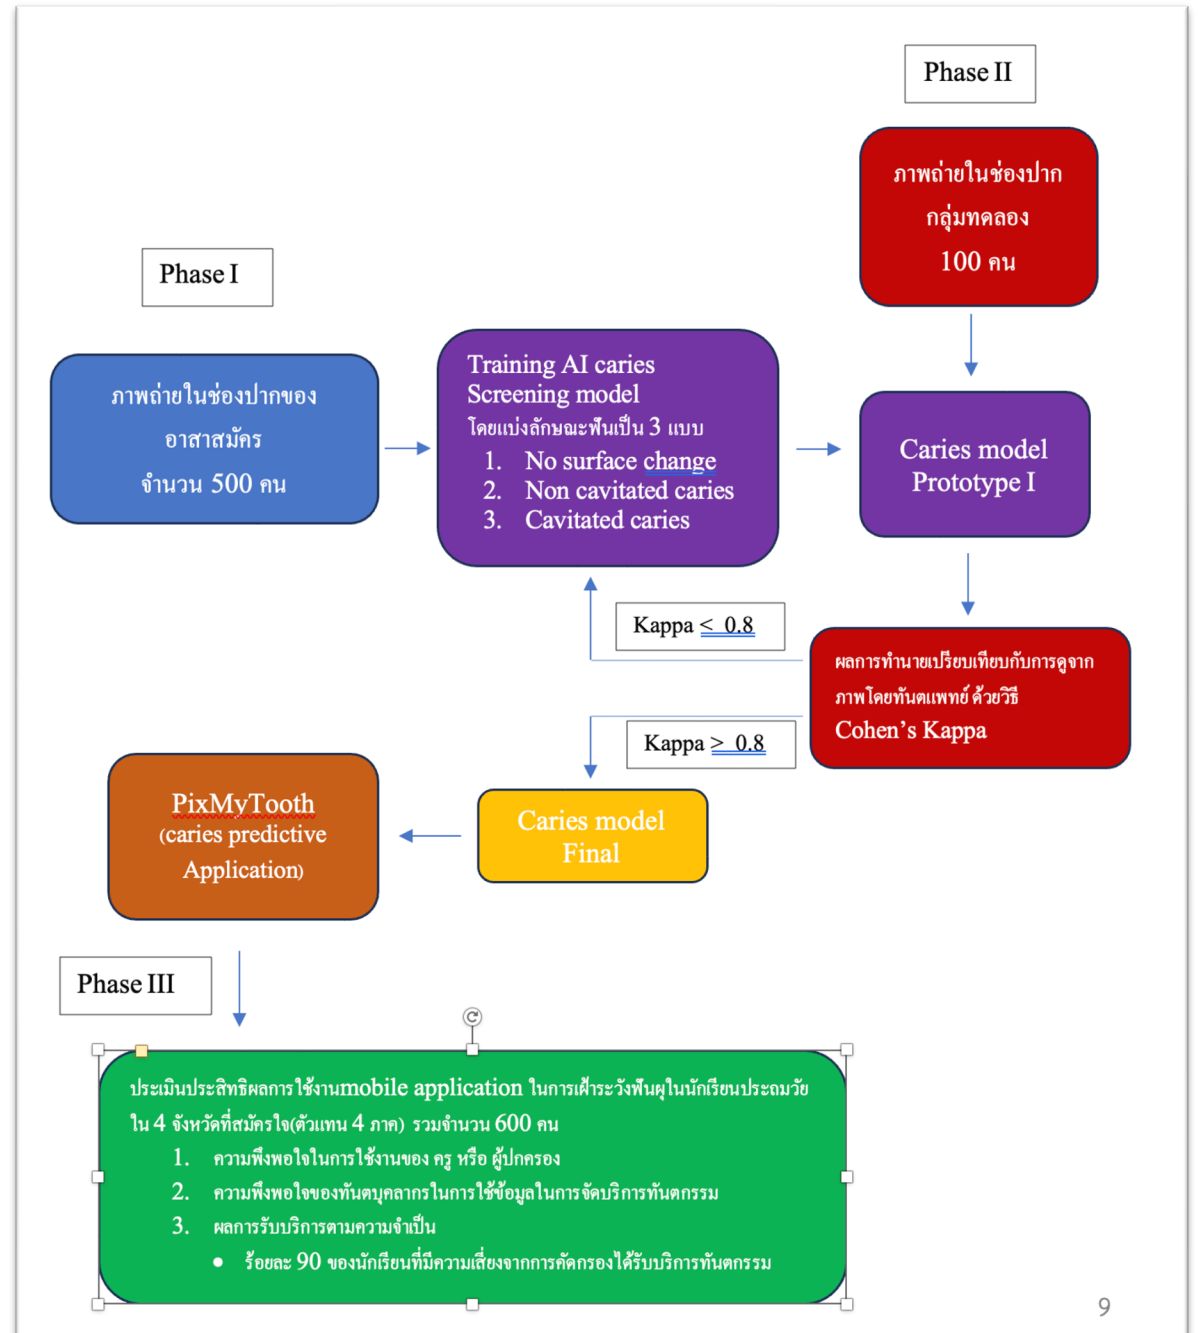 Phase II
ภาพถ่ายในช่องปาก
กลุ่มทดลอง
100 คน
Phase I
ภาพถ่ายในช่องปากของ
อาสาสมัคร
จำนวน 500 คน
Training AI caries
Screening model
โดยแบ่งลักษณะฟันเป็น 3 แบบ
1. No surface change
2. Non cavitated caries
3. Cavitated caries
Caries model
Prototype I
Kappa < 0.8
ผลการทำนายเปรียบเทียบกับการดูจาก
ภาพโดยทันตแพทย์ ด้วยวิธี
Cohen’s Kappa
Kappa > 0.8
Caries model
Final
PixMyTooth
(caries predictive
Application)
Phase III
ประเมินประสิทธิผลการใช้งานmobile application ในการเฝ้าระวังฟันผุในนักเรียนประถมวัย
ใน 4 จังหวัดที่สมัครใจ(ตัวแทน 4 ภาค) รวมจำนวน 600 คน
1. ความพึงพอใจในการใช้งานของ ครู หรือ ผู้ปกครอง
2. ความพึงพอใจของทันตบุคลากรในการใช้ข้อมูลในการจัดบริการทันตกรรม
3. ผลการรับบริการตามความจำเป็น
• ร้อยละ 90 ของนักเรียนที่มีความเสี่ยงจากการคัดกรองได้รับบริการทันตกรรม
9